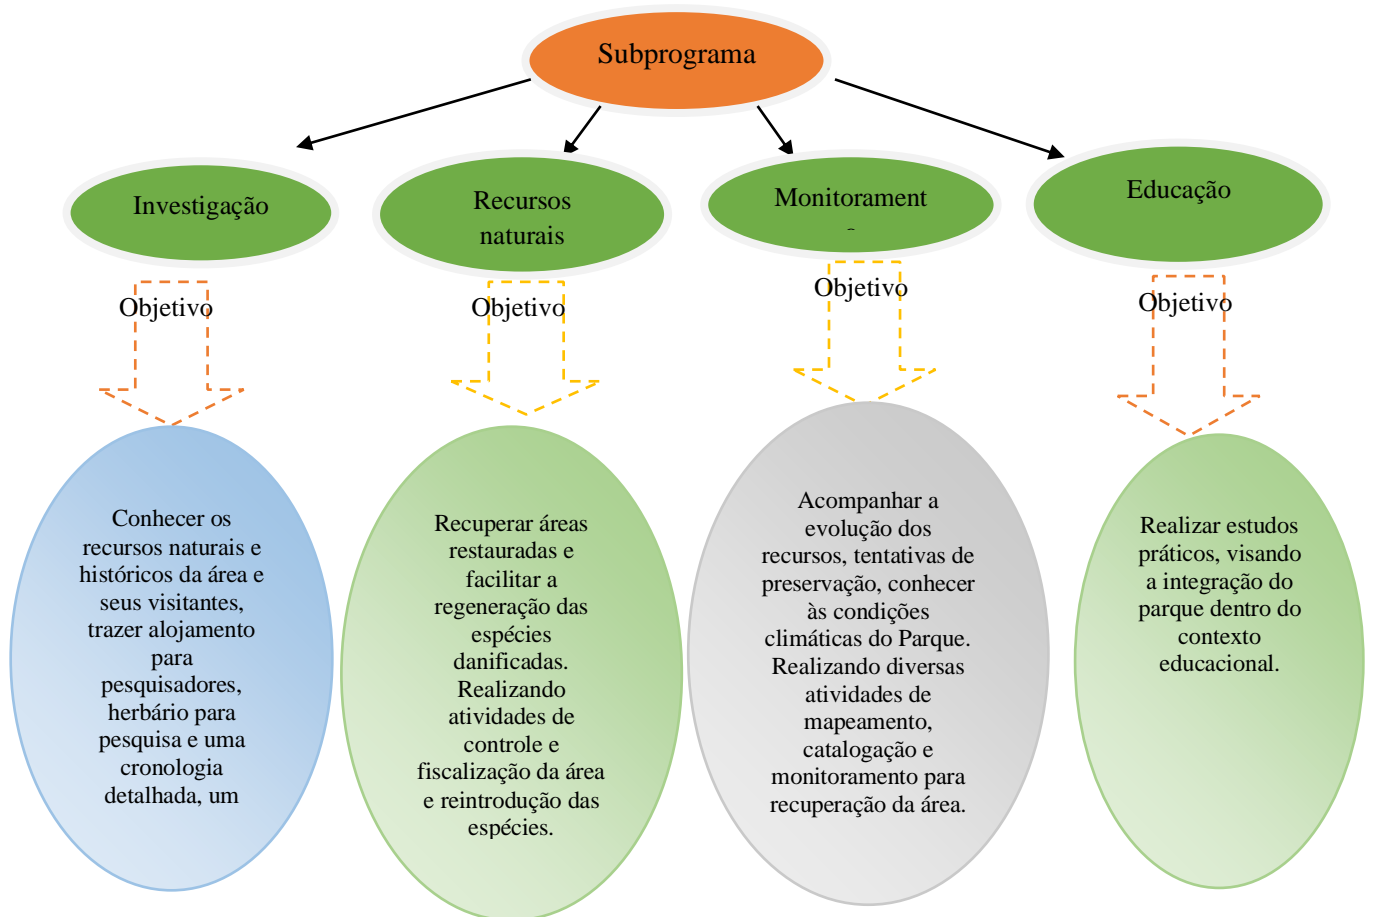 Subprograma
Investigação
Recursos
naturais
Monitorament
Educação
Objetivo
Objetivo
Objetivo
Objetivo
Conhecer os
recursos naturais e
históricos da área e
seus visitantes,
trazer alojamento
para
pesquisadores,
herbário para
pesquisa e uma
cronologia
detalhada, um
Recuperar áreas
restauradas e
facilitar a
regeneração das
espécies
danificadas.
Realizando
atividades de
controle e
fiscalização da área
e reintrodução das
espécies.
Acompanhar a
evolução dos
recursos, tentativas de
preservação, conhecer
às condições
climáticas do Parque.
Realizando diversas
atividades de
mapeamento,
catalogação e
monitoramento para
recuperação da área.
Realizar estudos
práticos, visando
a integração do
parque dentro do
contexto
educacional.